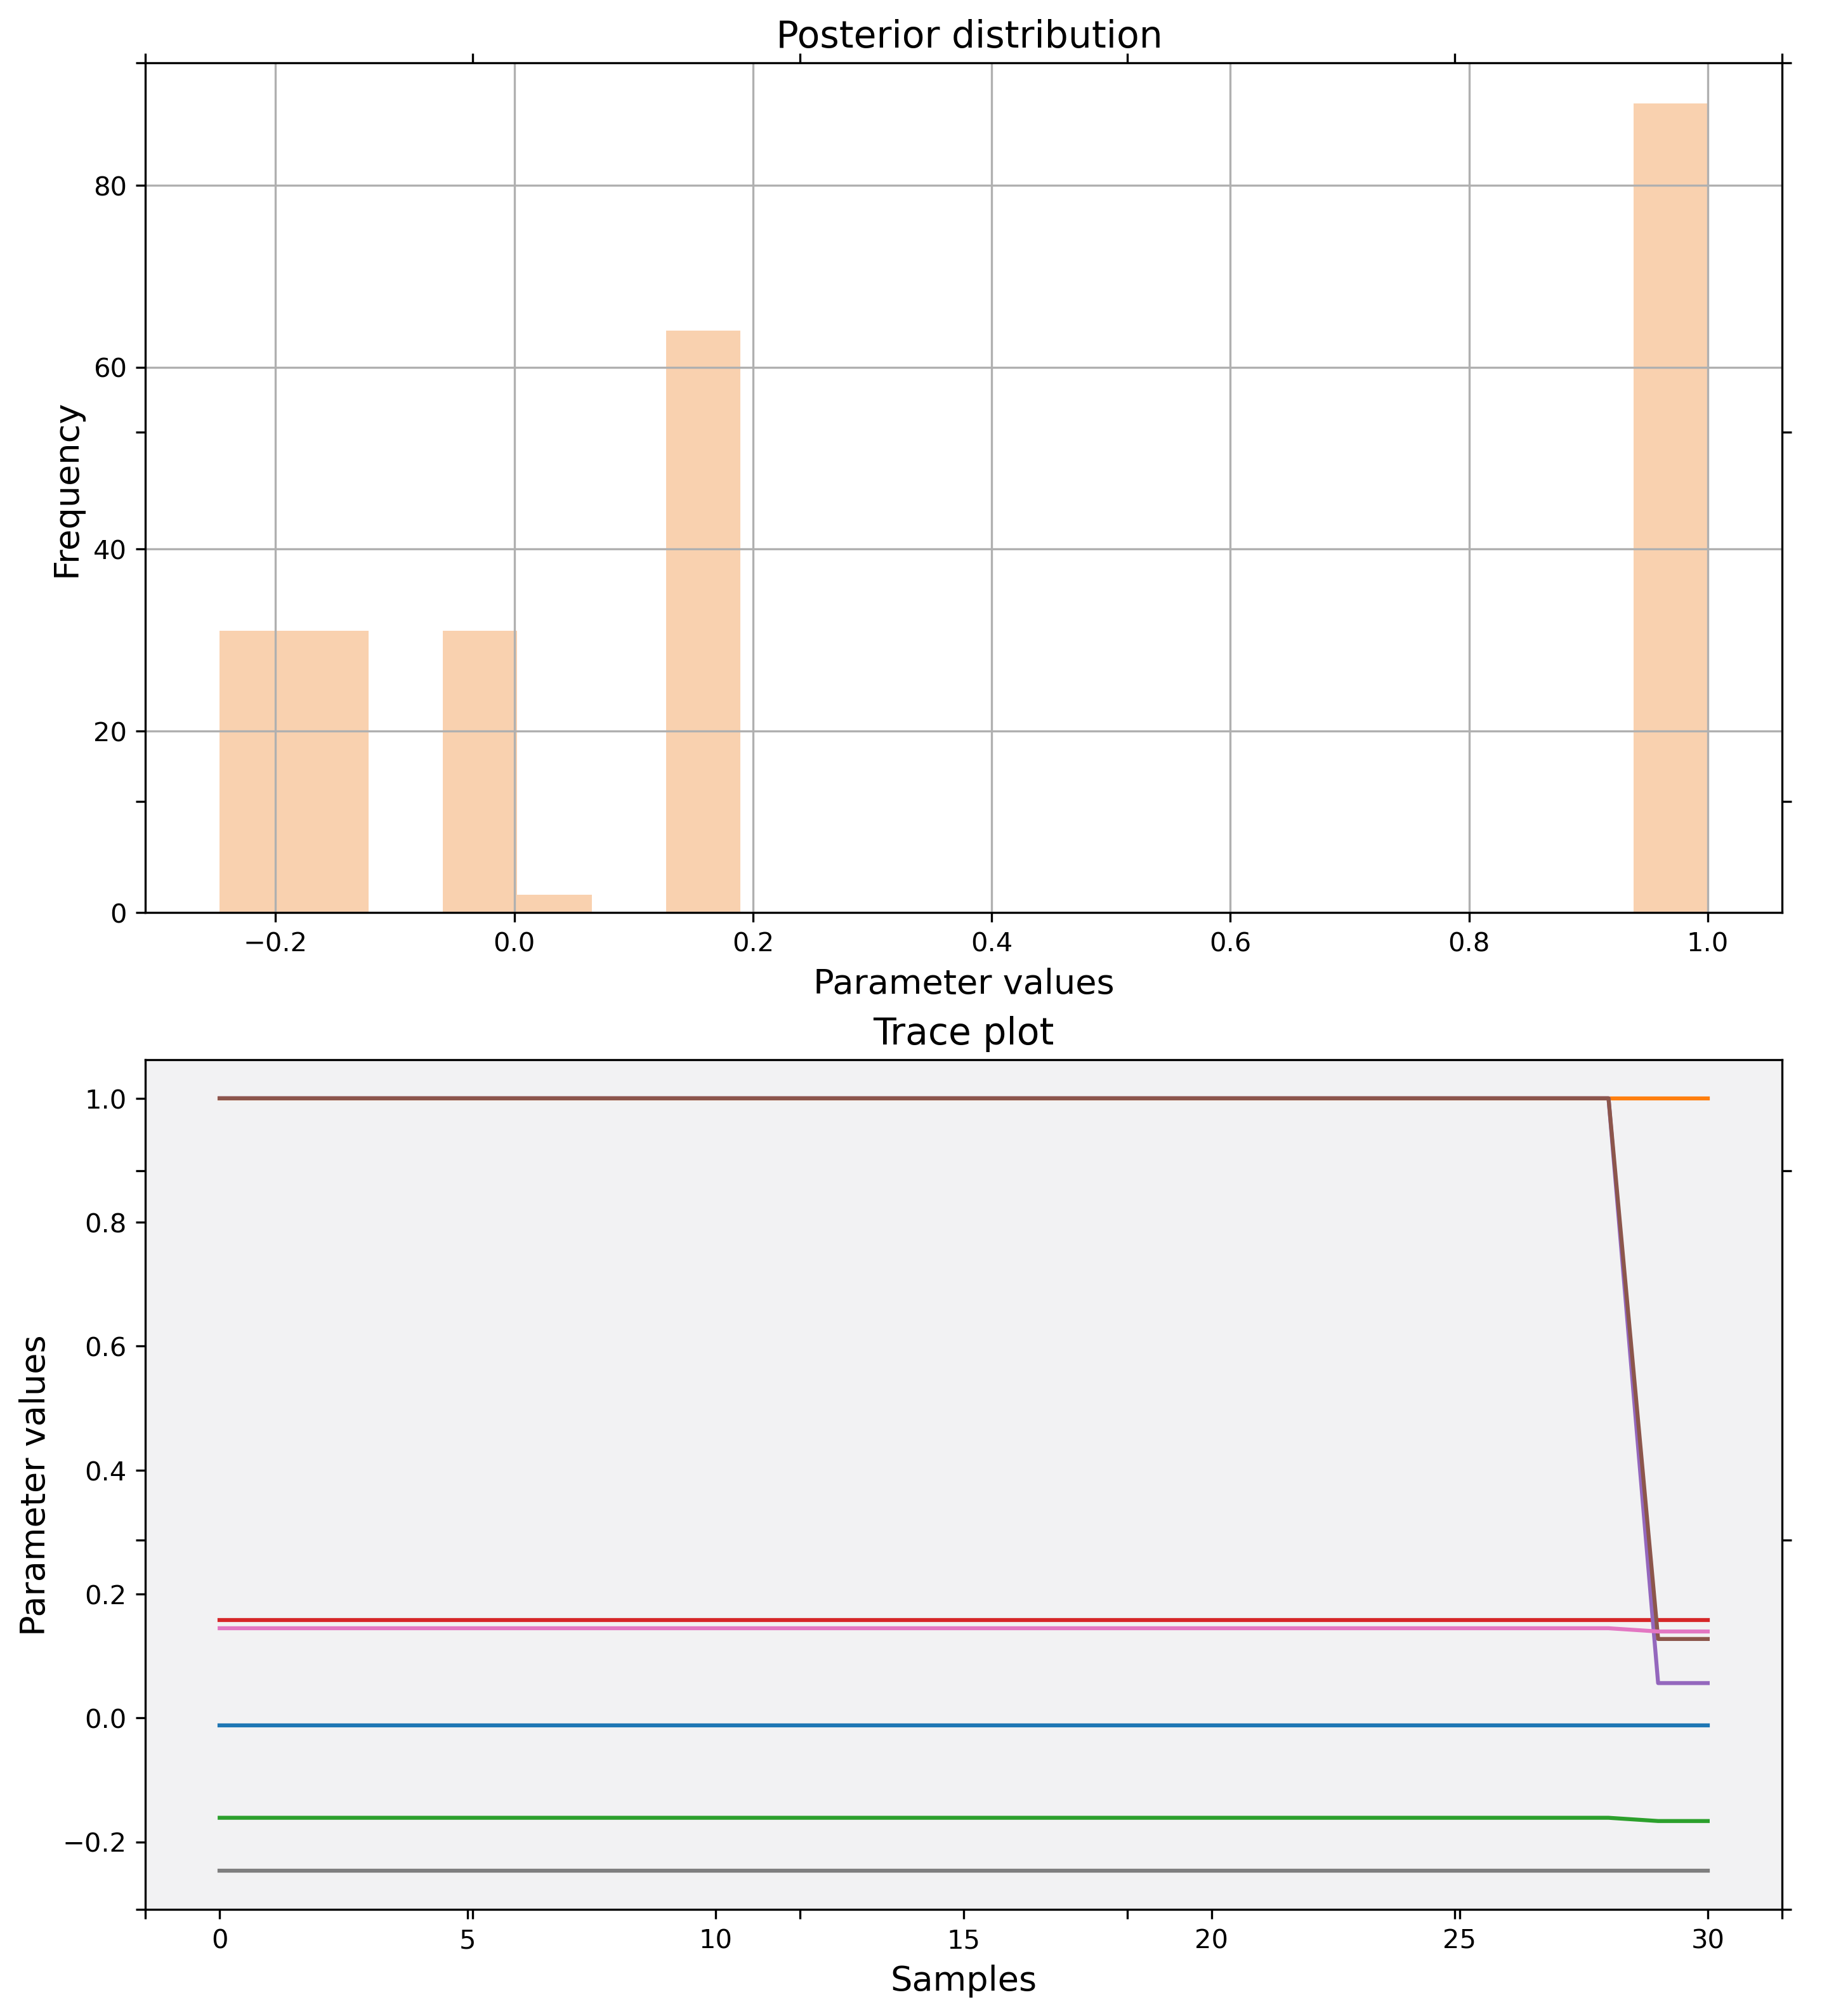 Posterior distribution
Frequency
80
60
40
20
0
−0.2 0.0 0.2 0.4 0.6 0.8 1.0
Parameter values
Trace plot
Parameter values
1.0
0.8
0.6
0.4
0.2
0.0
−0.2
0 5 10 15 20 25 30
Samples